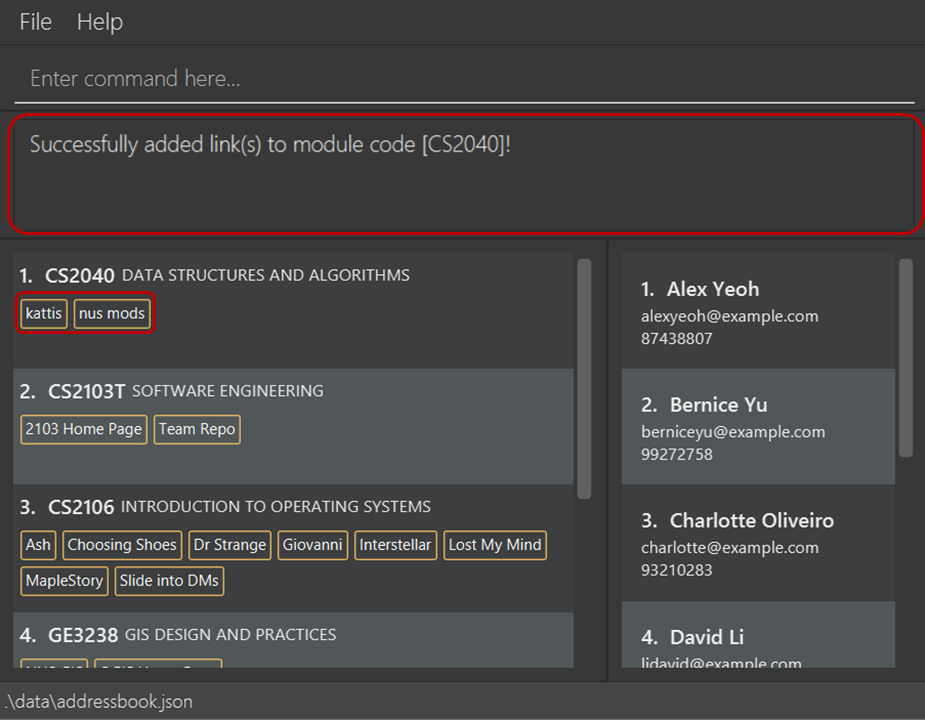 File Help
Enter command here...
Successfully added link(s) to module code [CS2040]!
1. CS2040 DATA STRUCTURES AND ALGORITHMS
kattis nus mods
2. CS2103T SOFTWARE ENGINEERING
2103 Home Page Team Repo
3. CS2106 INTRODUCTION TO OPERATING SYSTEMS
Ash Choosing Shoes Dr Strange Giovanni Interstellar Lost My Mind
MapleStory Slide into DMs
4. GE3238 GIS DESIGN AND PRACTICES
1. Alex Yeoh
alexyeoh@example.com
87438807
2. Bernice Yu
berniceyu@example.com
99272758
3. Charlotte Oliveiro
charlotte@example.com
93210283
4. David Li
lidavid@example.com
.\data\addressbook.json